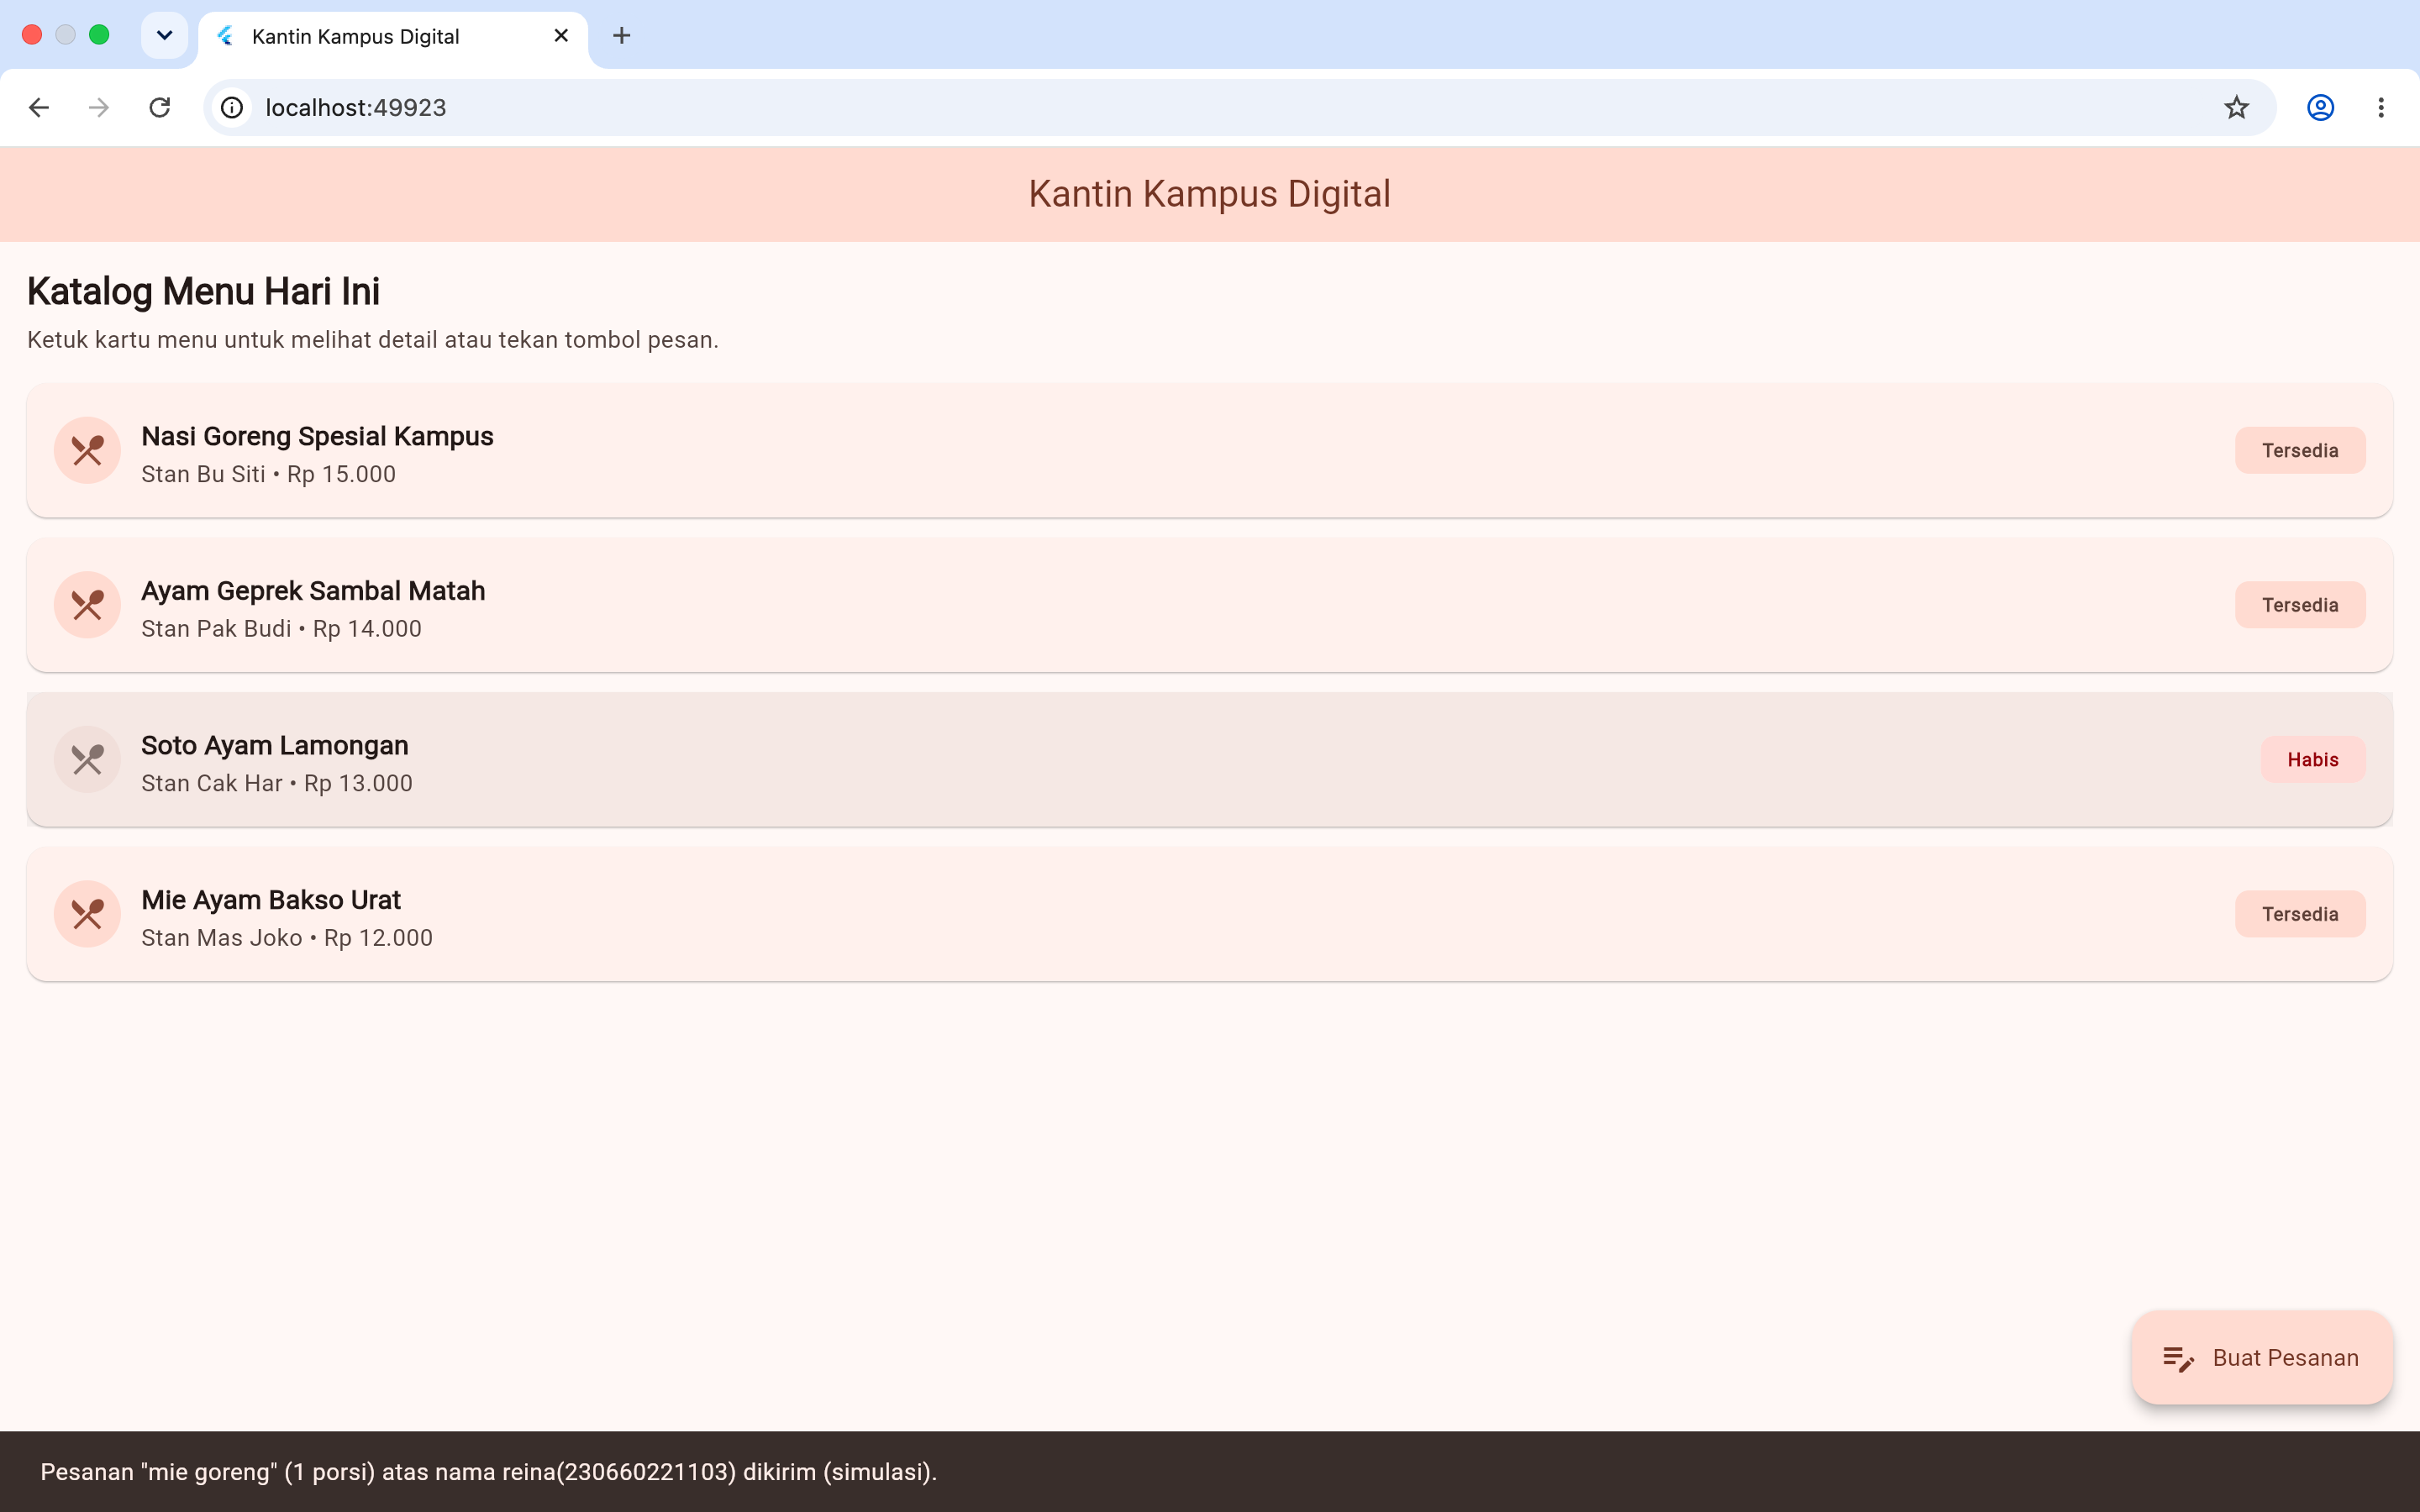 Kantin Kampus Digital
localhost:49923
Kantin Kampus Digital
Katalog Menu Hari Ini
Ketuk kartu menu untuk melihat detail atau tekan tombol pesan.
Nasi Goreng Spesial Kampus
Stan Bu Siti • Rp 15.000
Tersedia
Ayam Geprek Sambal Matah
Stan Pak Budi • Rp 14.000
Tersedia
Soto Ayam Lamongan
Stan Cak Har • Rp 13.000
Habis
Mie Ayam Bakso Urat
Stan Mas Joko • Rp 12.000
Tersedia
Buat Pesanan
Pesanan "mie goreng" (1 porsi) atas nama reina(230660221103) dikirim (simulasi).